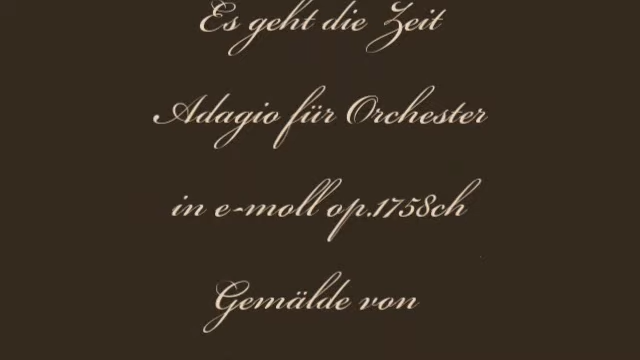 Es geht die Zeit
Adagio für Orchester
in e-moll op.1758ch
Gemälde von